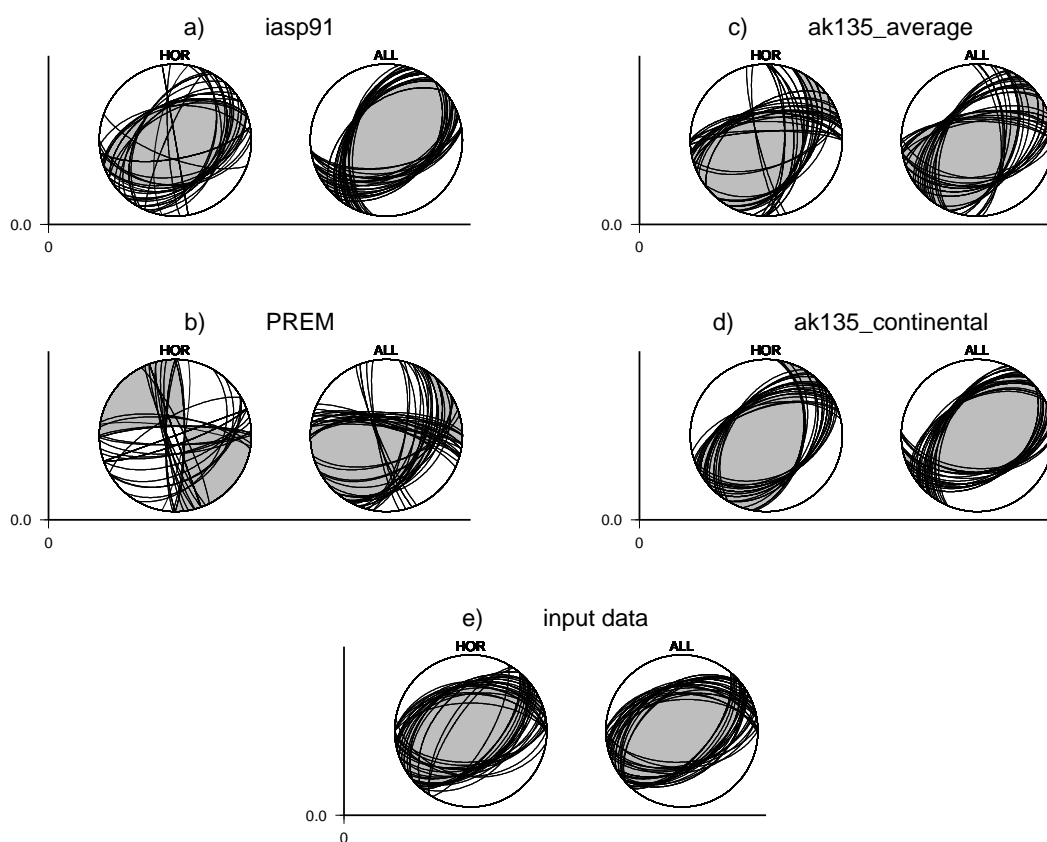 a) iasp91
HOR ALL
0.0
0
c) ak135_average
HOR ALL
0.0
0
b) PREM
HOR ALL
0.0
0
d) ak135_continental
HOR ALL
0.0
0
e) input data
HOR ALL
0.0
0